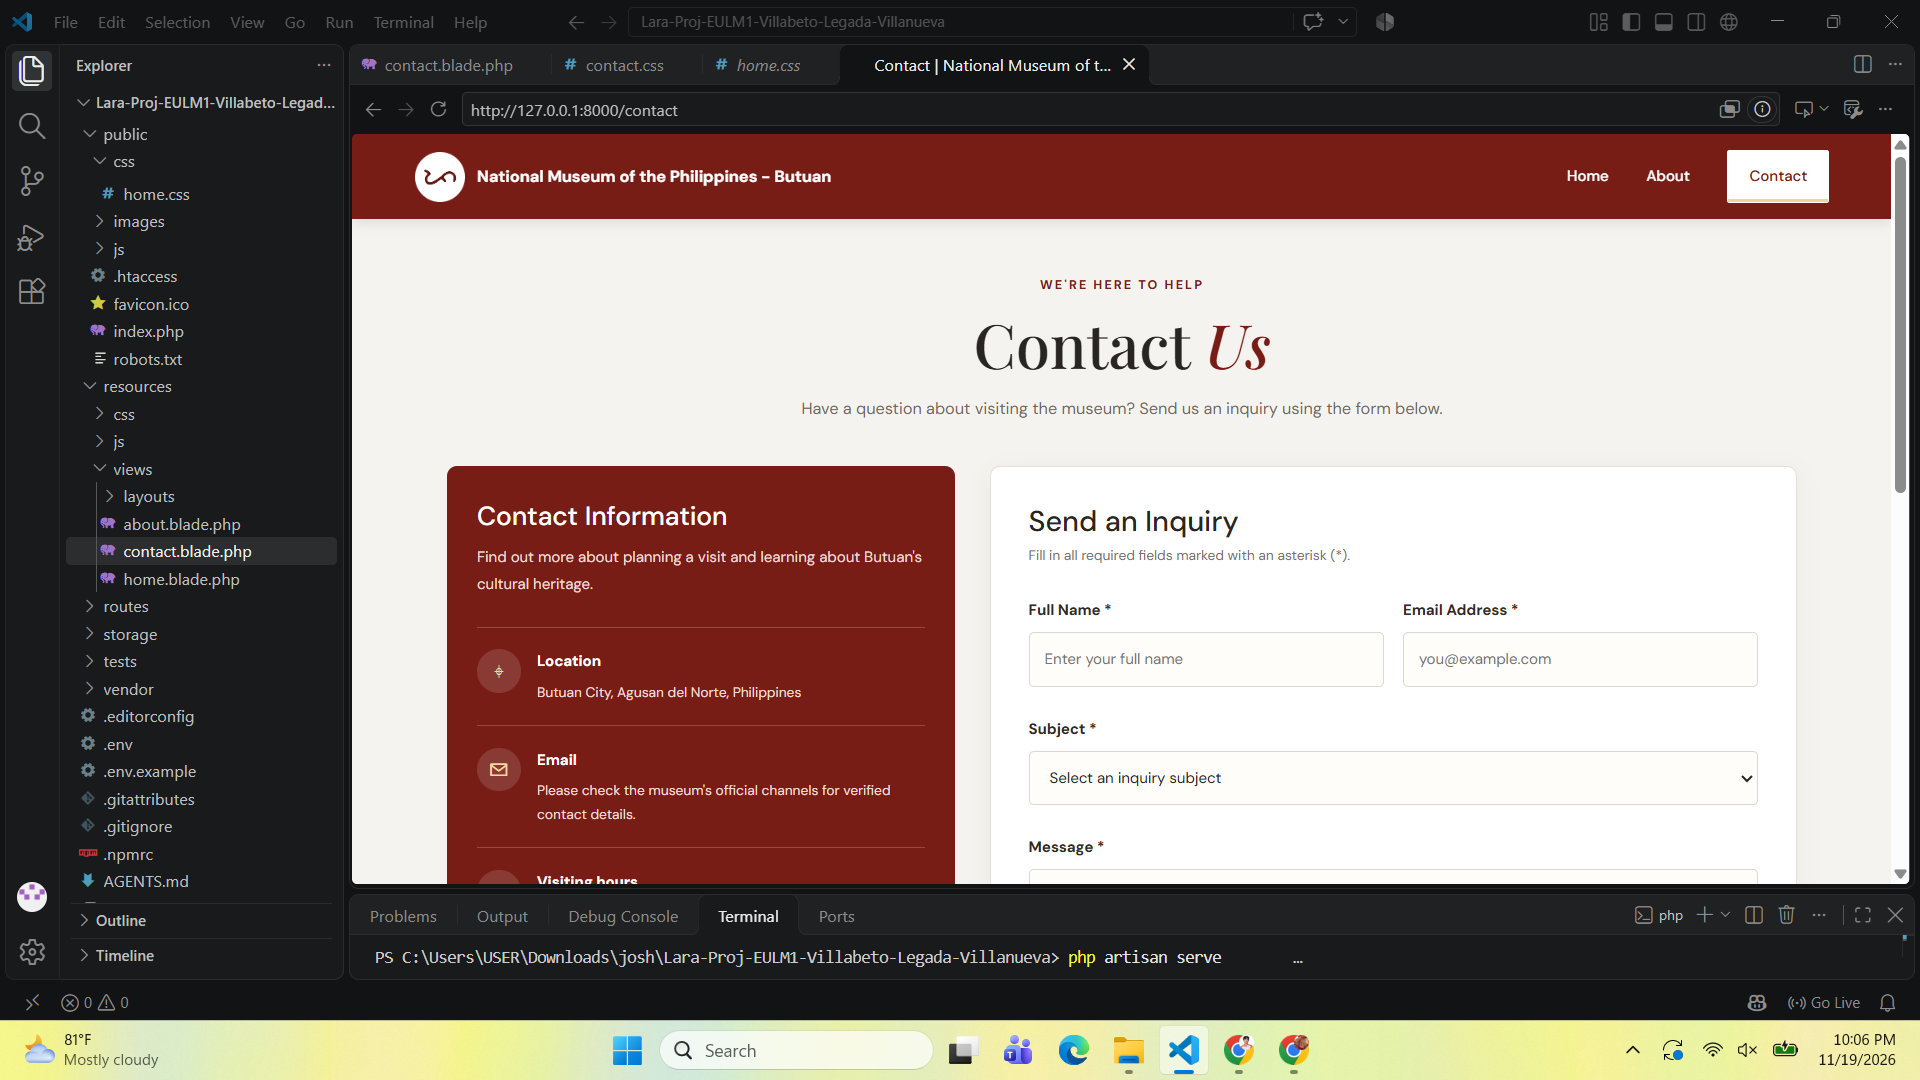 File Edit Selection View Go Run Terminal Help
Lara-Proj-EULM1-Villabeto-Legada-Villanueva
Explorer
Lara-Proj-EULM1-Villabeto-Legad...
public
css
home.css
images
js
.htaccess
favicon.ico
index.php
robots.txt
resources
css
js
views
layouts
about.blade.php
contact.blade.php
home.blade.php
routes
storage
tests
vendor
.editorconfig
.env
.env.example
.gitattributes
.gitignore
.npmrc
AGENTS.md
Outline
Timeline
contact.blade.php
contact.css
home.css
Contact | National Museum of t...
http://127.0.0.1:8000/contact
National Museum of the Philippines - Butuan
Home
About
Contact
WE'RE HERE TO HELP
Contact Us
Have a question about visiting the museum? Send us an inquiry using the form below.
Contact Information
Find out more about planning a visit and learning about Butuan's
cultural heritage.
Location
Butuan City, Agusan del Norte, Philippines
Email
Please check the museum's official channels for verified
contact details.
Visiting hours
Send an Inquiry
Fill in all required fields marked with an asterisk (*).
Full Name *
Email Address *
Enter your full name
you@example.com
Subject *
Select an inquiry subject
Message *
Problems
Output
Debug Console
Terminal
Ports
php
PS C:\Users\USER\Downloads\josh\Lara-Proj-EULM1-Villabeto-Legada-Villanueva> php artisan serve ...
0 0
Go Live
81°F
Mostly cloudy
Search
10:06 PM
11/19/2026